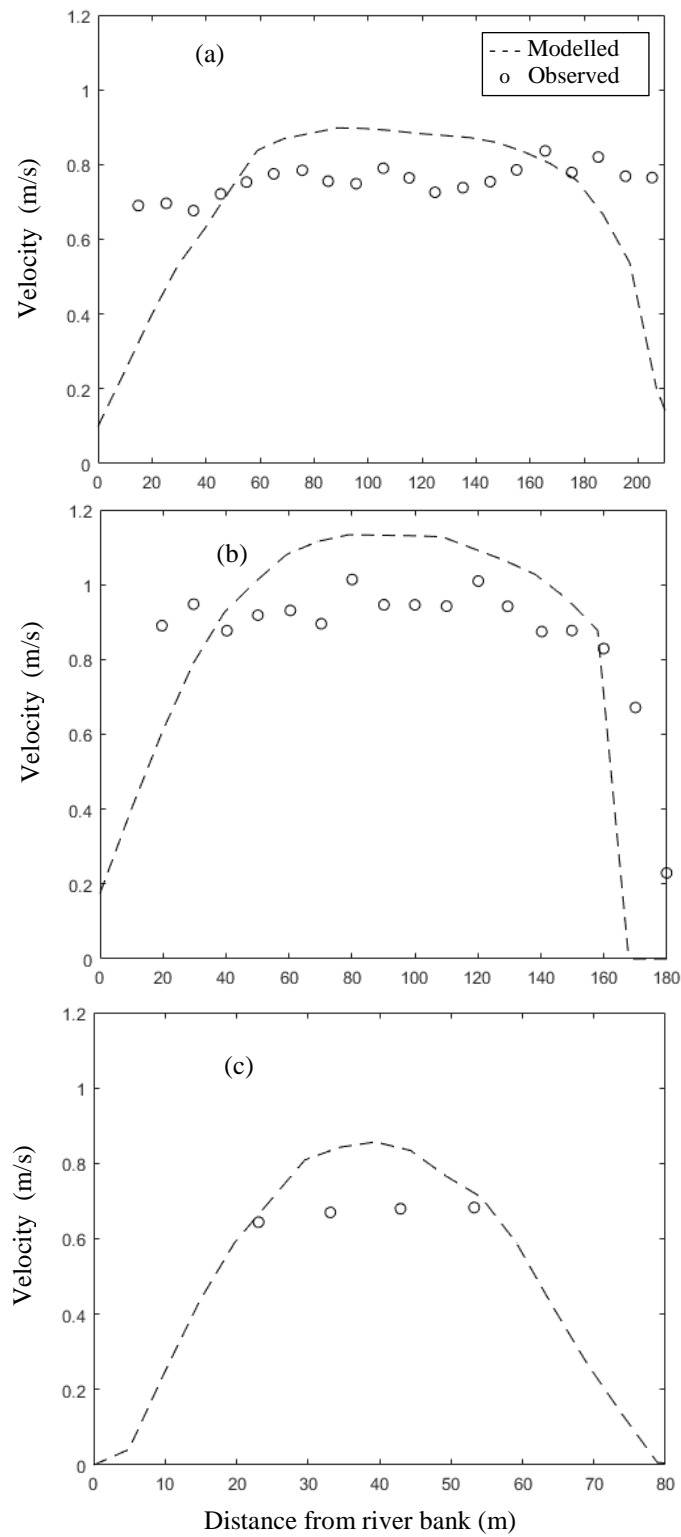 1.2
1
0.8
0.6
0.4
0.2
0
Velocity (m/s)
(a)
- - - Modelled
o Observed
0 20 40 60 80 100 120 140 160 180 200
1.2
1
0.8
0.6
0.4
0.2
0
Velocity (m/s)
(b)
0 20 40 60 80 100 120 140 160 180
1.2
1
0.8
0.6
0.4
0.2
0
Velocity (m/s)
(c)
0 10 20 30 40 50 60 70 80
Distance from river bank (m)